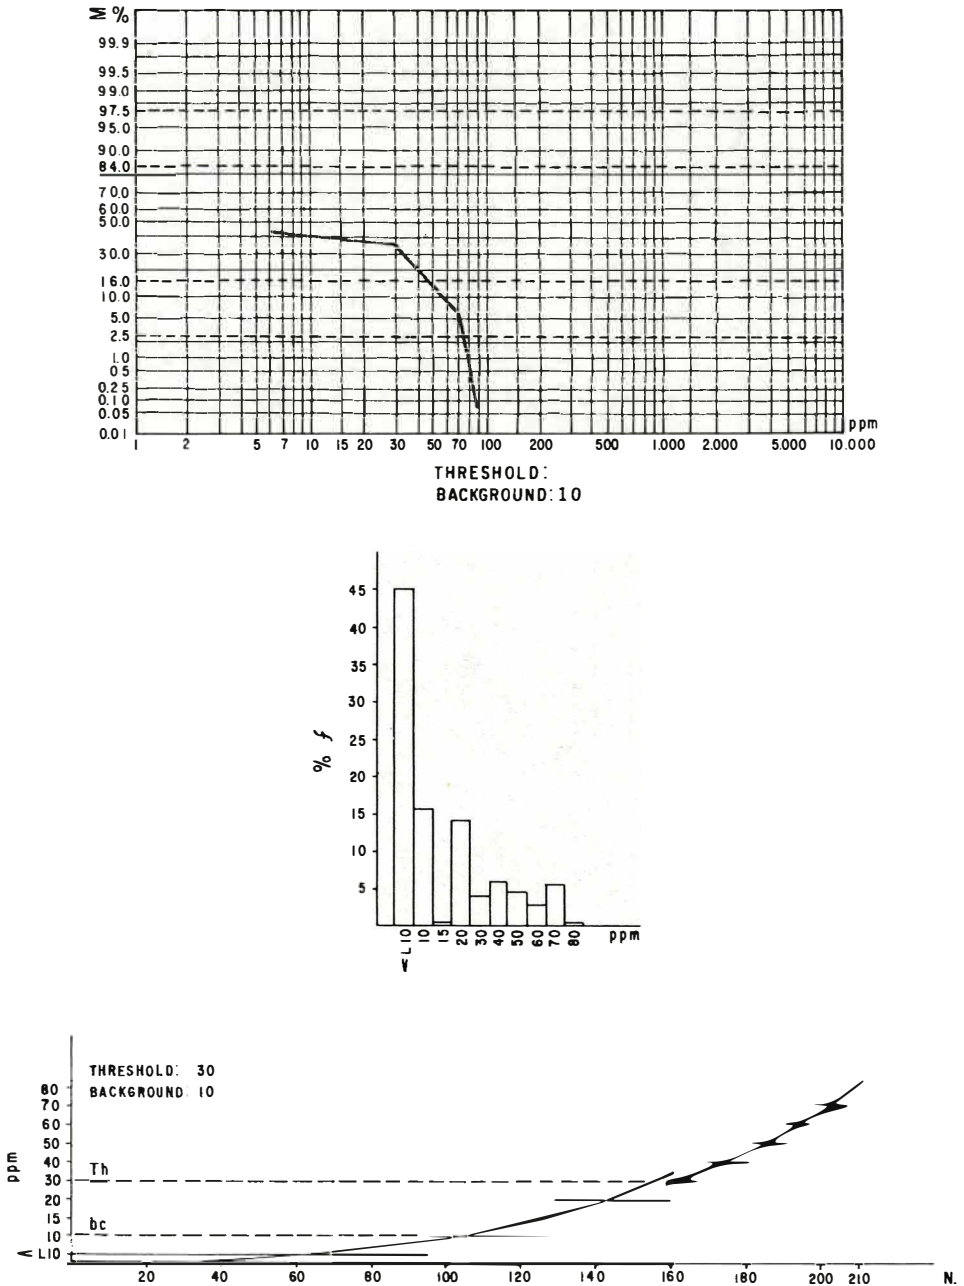 M %
99.9
99.5
99.0
97.5
95.0
90.0
84.0
70.0
60.0
50.0
30.0
16.0
10.0
5.0
2.5
1.0
0.5
0.25
0.10
0.05
0.01
ppm
1 2 5 7 10 15 20 30 50 70 100 200 500 1.000 2.000 5.000 10.000
THRESHOLD:
BACKGROUND: 10
45
40
35
30
25
20
15
10
5
% f
<L10 10 15 20 30 40 50 60 70 80 ppm
THRESHOLD: 30
BACKGROUND: 10
80
70
60
50
40
30
20
15
10
< L10
ppm
Th
bc
20 40 60 80 100 120 140 160 180 200 210 N.